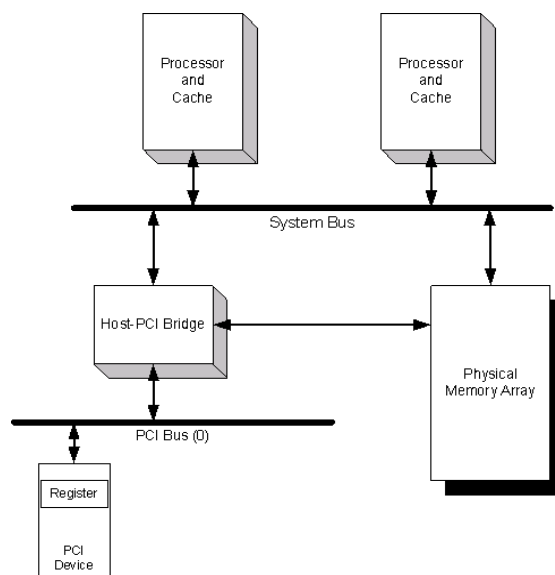 Processor
and
Cache
Processor
and
Cache
System Bus
Host-PCI Bridge
Physical
Memory Array
PCI Bus (0)
Register
PCI
Device